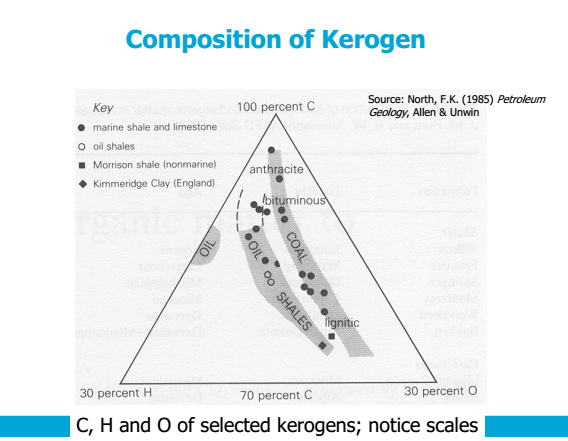 Composition of Kerogen
Source: North, F.K. (1985) Petroleum
Geology, Allen & Unwin
Key
marine shale and limestone
oil shales
Morrison shale (nonmarine)
Kimmeridge Clay (England)
100 percent C
anthracite
bituminous
OIL
OIL SHALES
COAL
lignitic
30 percent H
70 percent C
30 percent O
C, H and O of selected kerogens; notice scales